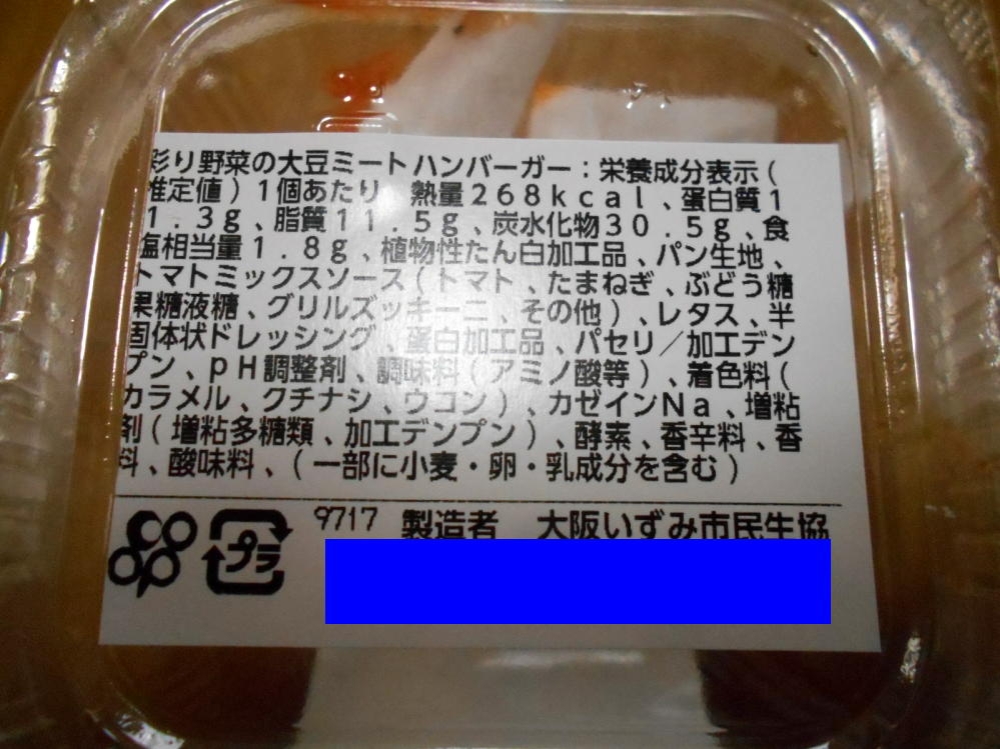 彩り野菜の大豆ミートハンバーガー：栄養成分表示（
推定値）１個あたり　熱量２６８ｋｃａｌ、蛋白質１
１．３ｇ、脂質１１．５ｇ、炭水化物３０．５ｇ、食
塩相当量１．８ｇ、植物性たん白加工品、パン生地、
トマトミックスソース（トマト、たまねぎ、ぶどう糖
果糖液糖、グリルズッキーニ、その他）、レタス、半
固体状ドレッシング、蛋白加工品、パセリ／加工デン
プン、ｐＨ調整剤、調味料（アミノ酸等）、着色料（
カラメル、クチナシ、ウコン）、カゼインＮａ、増粘
剤（増粘多糖類、加工デンプン）、酵素、香辛料、香
料、酸味料、（一部に小麦・卵・乳成分を含む）
プラ
9717　製造者　大阪いずみ市民生協